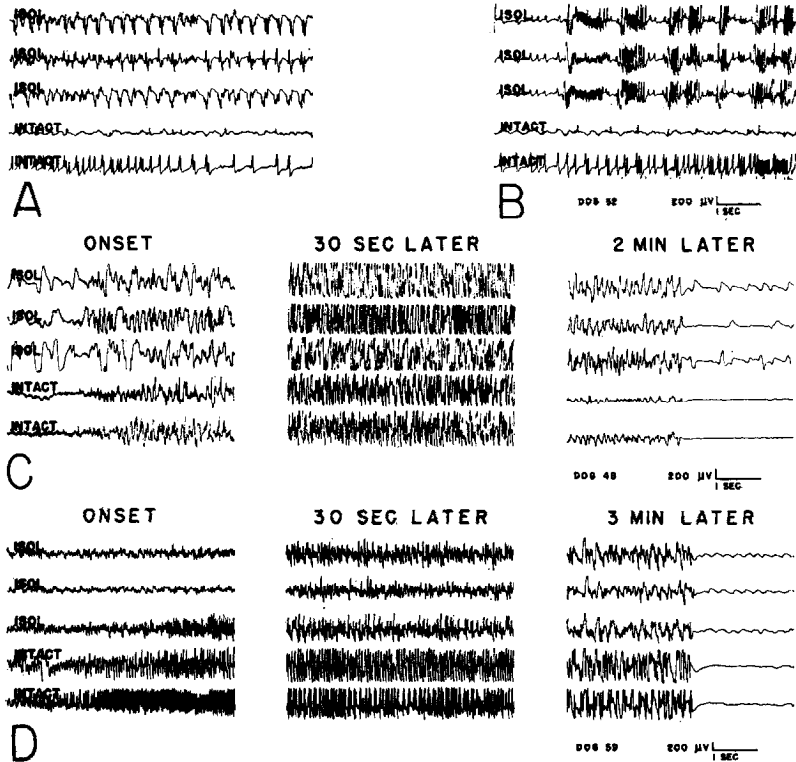 ISOL
ISOL
ISOL
INTACT
INTACT
A
ISOL
ISOL
ISOL
INTACT
INTACT
B
DOG 52 200 μV
1 SEC
ONSET 30 SEC LATER 2 MIN LATER
ISOL
ISOL
ISOL
INTACT
INTACT
C
DOG 48 200 μV
1 SEC
ONSET 30 SEC LATER 3 MIN LATER
ISOL
ISOL
ISOL
INTACT
INTACT
D
DOG 59 200 μV
1 SEC